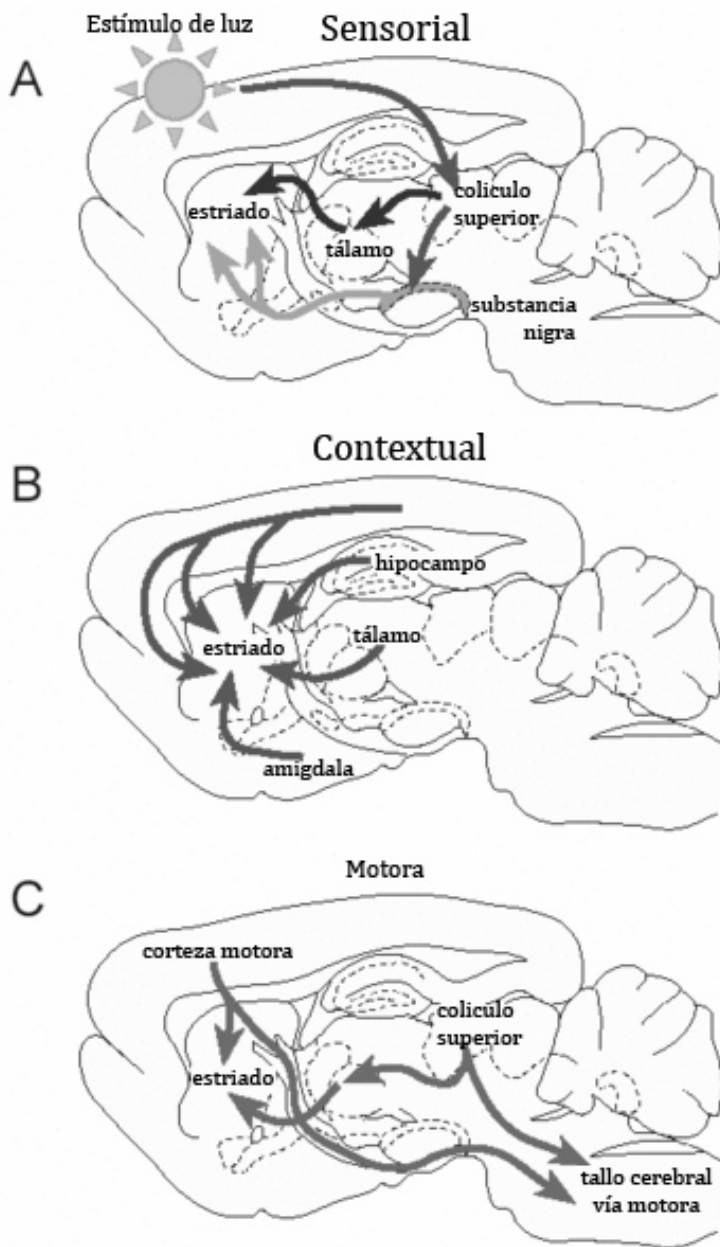 Estímulo de luz
Sensorial
A
estriado
coliculo
superior
tálamo
substancia
nigra
Contextual
B
hipocampo
estriado
tálamo
amigdala
Motora
C
corteza motora
coliculo
superior
estriado
tallo cerebral
vía motora